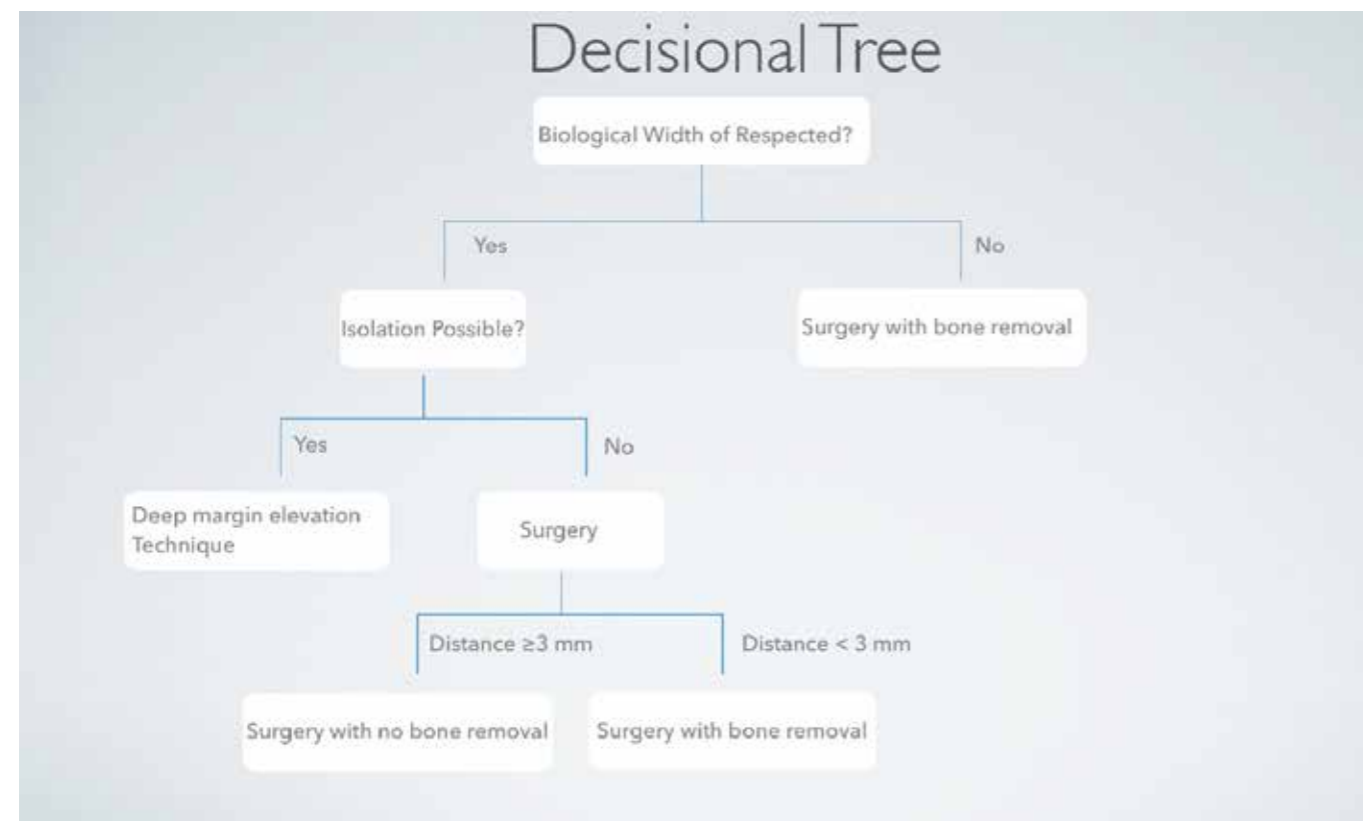 Decisional Tree
Biological Width of Respected?
Yes
No
Isolation Possible?
Surgery with bone removal
Yes
No
Deep margin elevation
Technique
Surgery
Distance ≥3 mm
Distance < 3 mm
Surgery with no bone removal
Surgery with bone removal